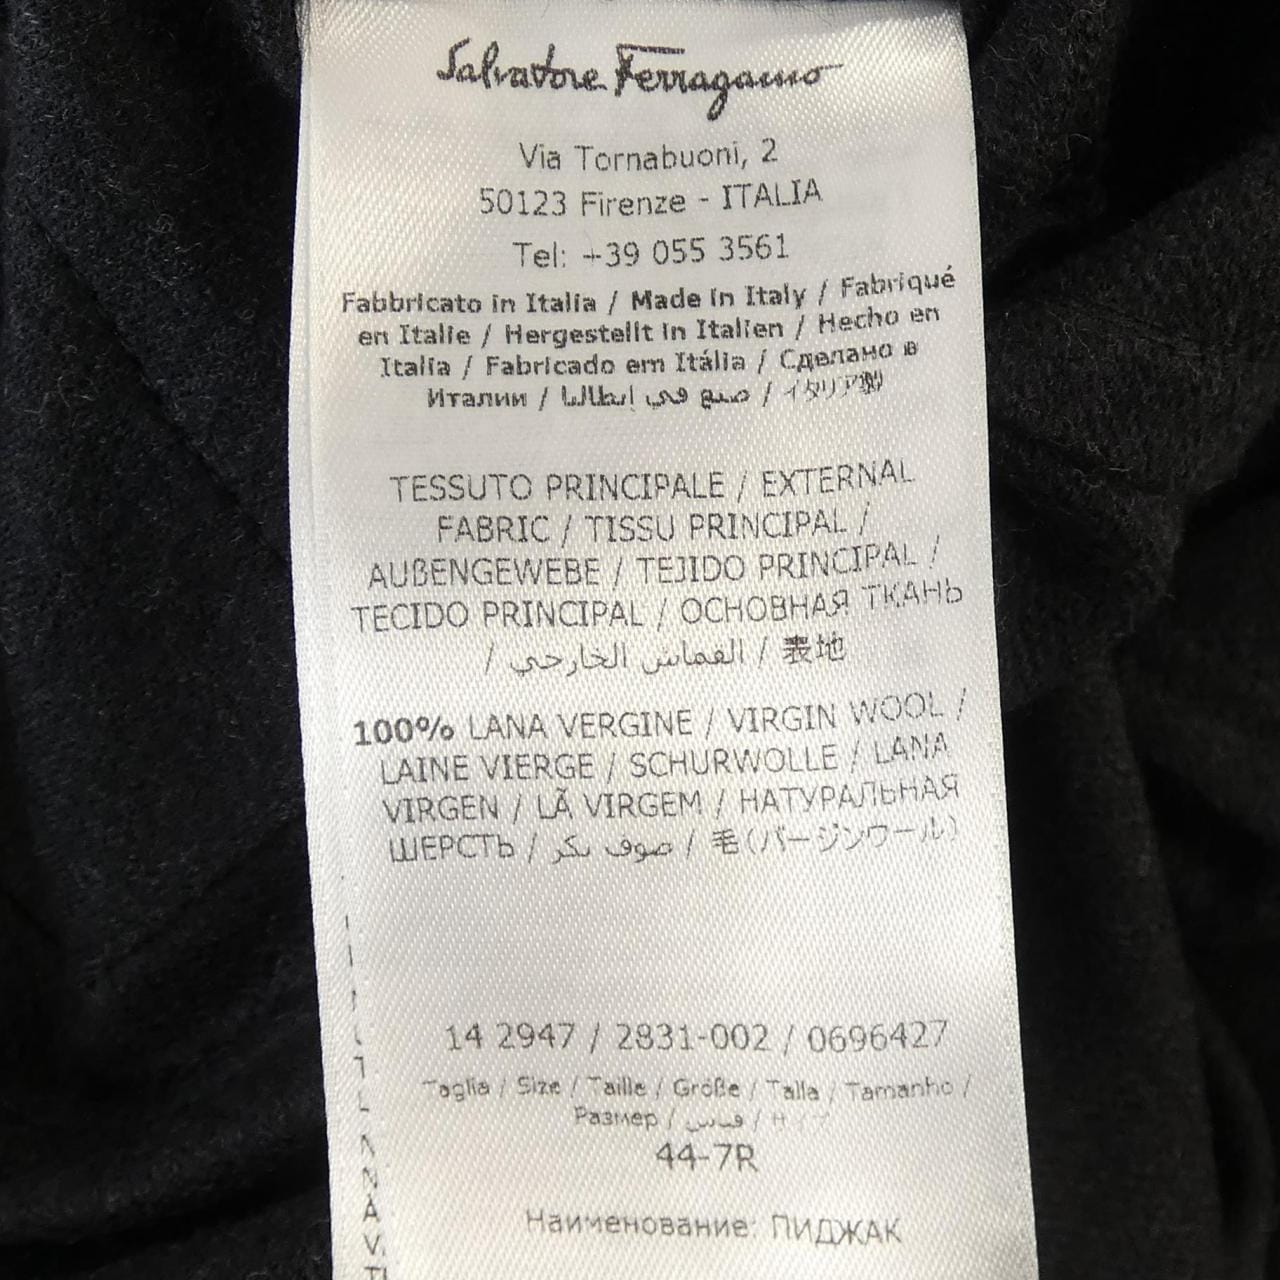 Salvatore Ferragamo
Via Tornabuoni, 2
50123 Firenze - ITALIA
Tel: +39 055 3561
Fabbricato in Italia / Made in Italy / Fabriqué
en Italie / Hergestellt in Italien / Hecho en
Italia / Fabricado em Itália / Сделано в
Италии / صنع في إيطاليا / イタリア製
TESSUTO PRINCIPALE / EXTERNAL
FABRIC / TISSU PRINCIPAL /
AUßENGEWEBE / TEJIDO PRINCIPAL /
TECIDO PRINCIPAL / ОСНОВНАЯ ТКАНЬ
/ القماش الخارجي / 表地
100% LANA VERGINE / VIRGIN WOOL /
LAINE VIERGE / SCHURWOLLE / LANA
VIRGEN / LÃ VIRGEM / НАТУРАЛЬНАЯ
ШЕРСТЬ / صوف بكر / 毛(バージンウール)
14 2947 / 2831-002 / 0696427
Taglia / Size / Taille / Größe / Talla / Tamanho /
Размер / قياس / サイズ
44-7R
Наименование: ПИДЖАК